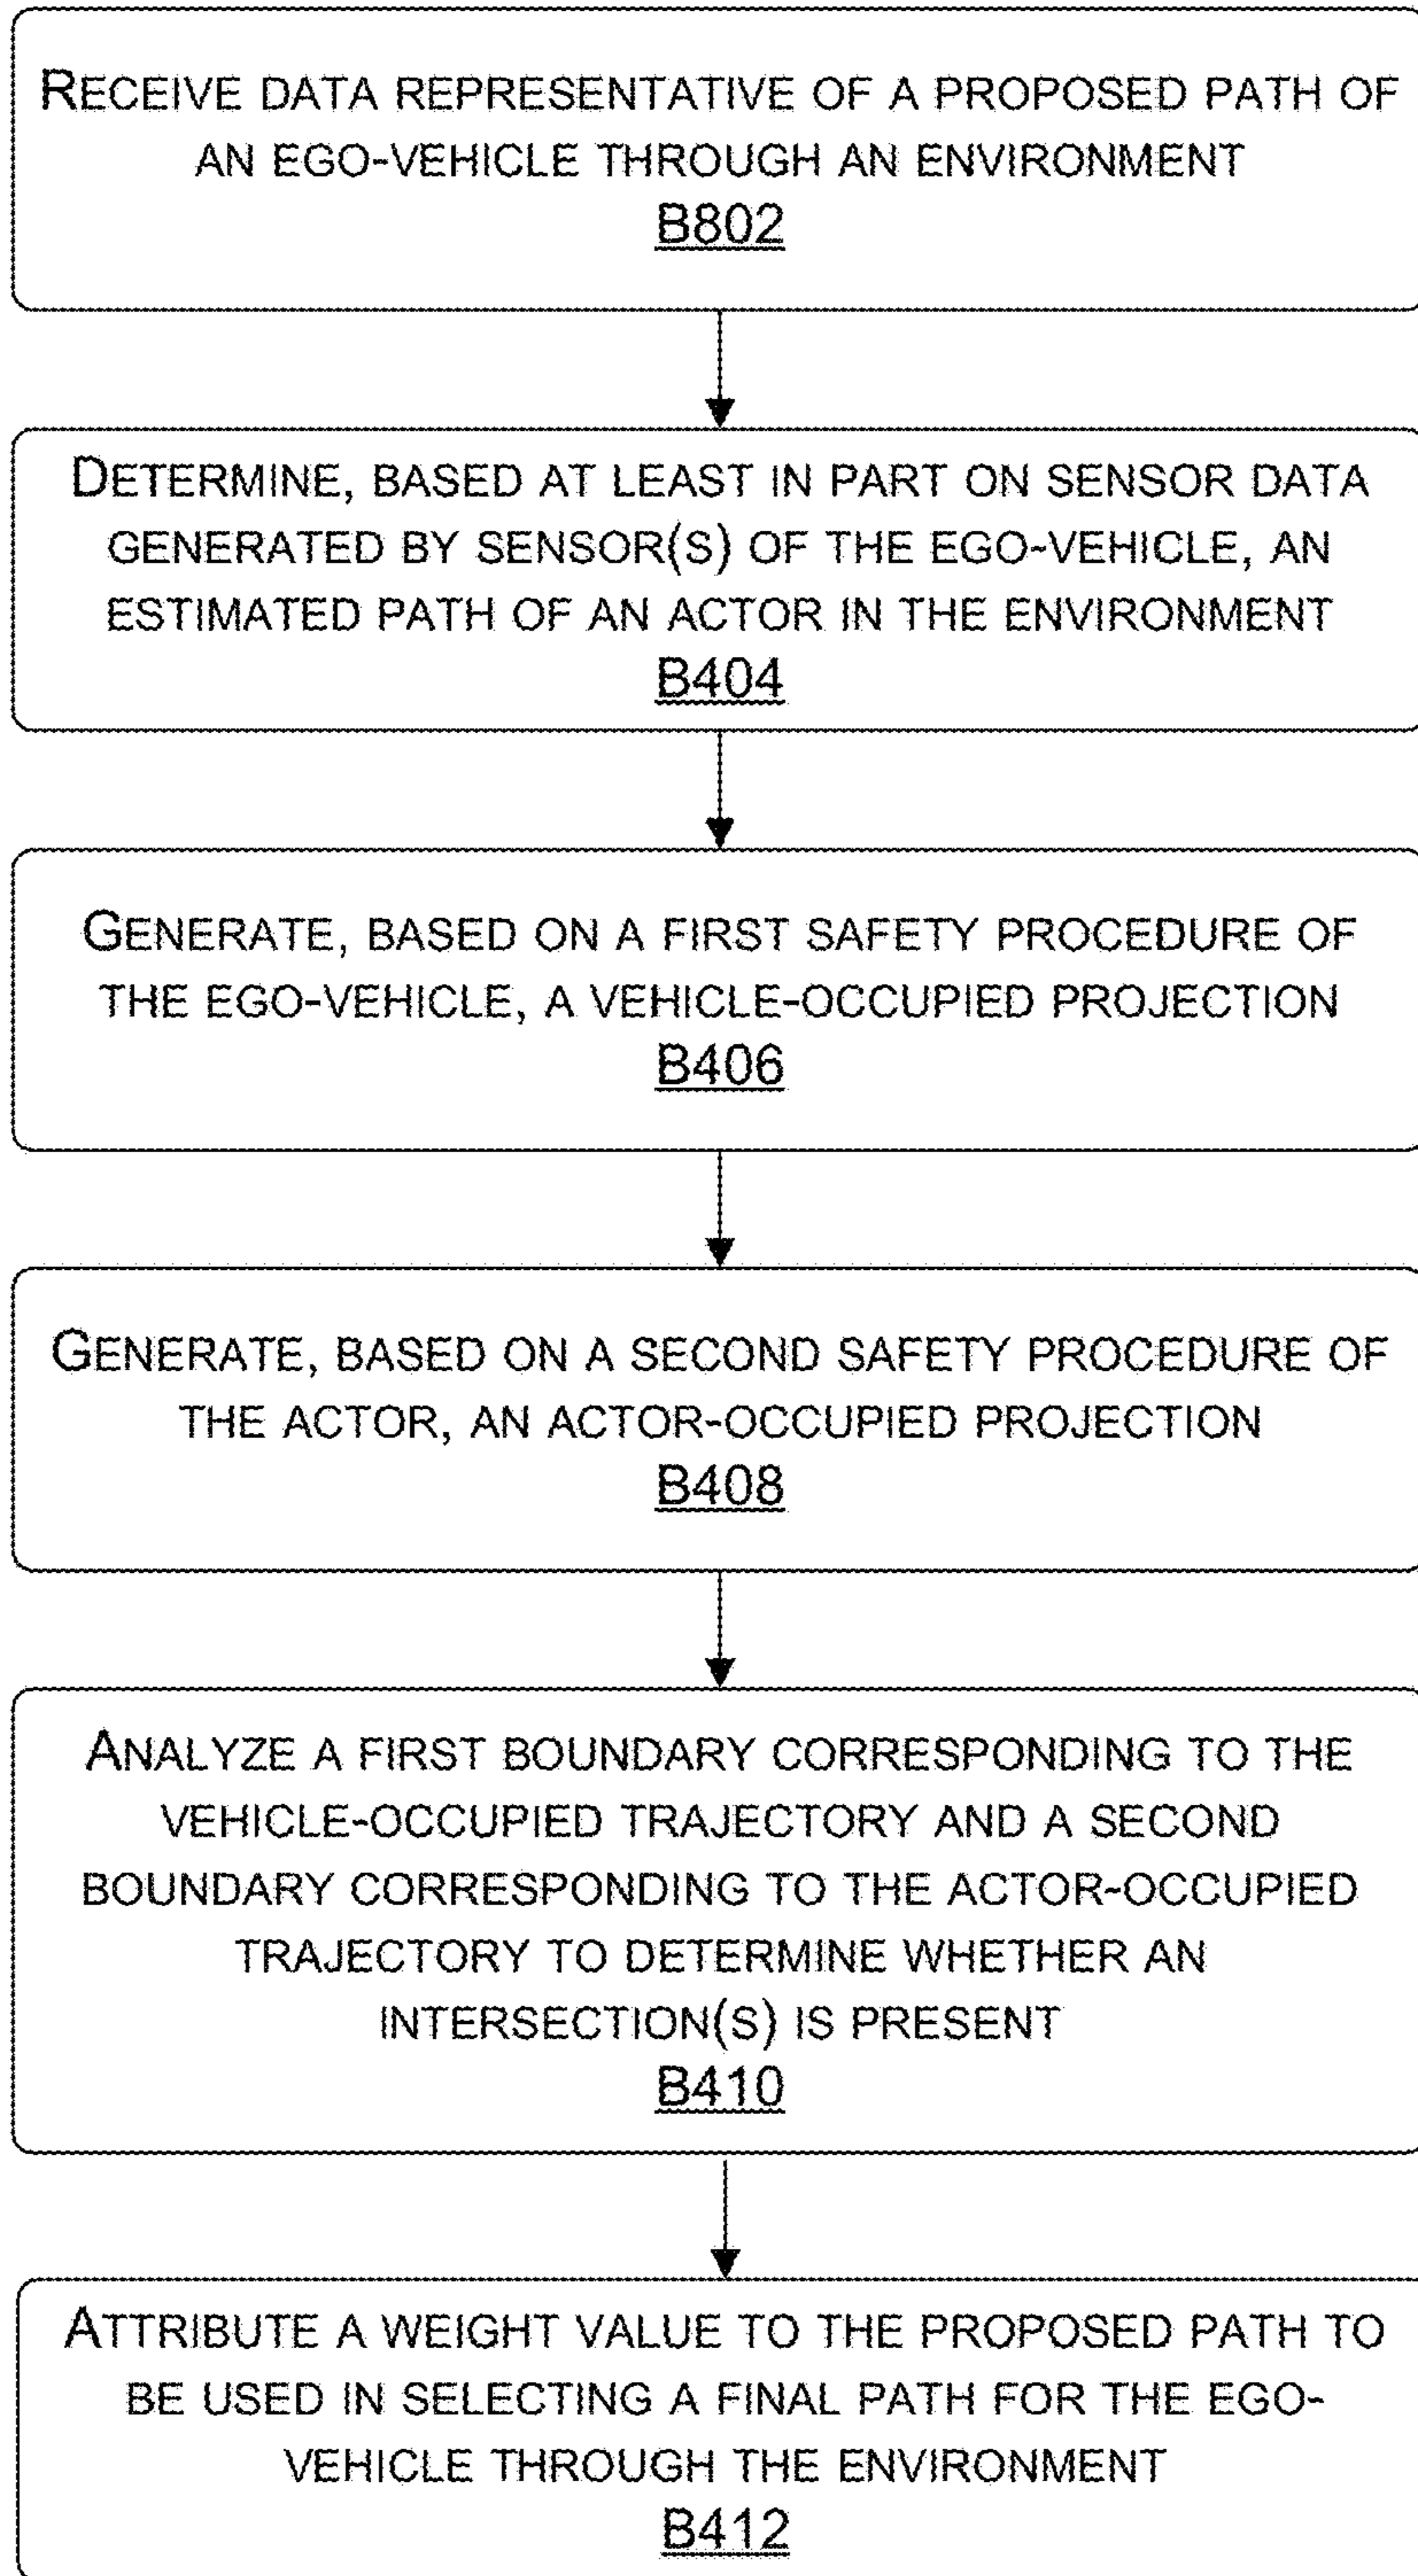 RECEIVE DATA REPRESENTATIVE OF A PROPOSED PATH OF
AN EGO-VEHICLE THROUGH AN ENVIRONMENT
B802
DETERMINE, BASED AT LEAST IN PART ON SENSOR DATA
GENERATED BY SENSOR(S) OF THE EGO-VEHICLE, AN
ESTIMATED PATH OF AN ACTOR IN THE ENVIRONMENT
B404
GENERATE, BASED ON A FIRST SAFETY PROCEDURE OF
THE EGO-VEHICLE, A VEHICLE-OCCUPIED PROJECTION
B406
GENERATE, BASED ON A SECOND SAFETY PROCEDURE OF
THE ACTOR, AN ACTOR-OCCUPIED PROJECTION
B408
ANALYZE A FIRST BOUNDARY CORRESPONDING TO THE
VEHICLE-OCCUPIED TRAJECTORY AND A SECOND
BOUNDARY CORRESPONDING TO THE ACTOR-OCCUPIED
TRAJECTORY TO DETERMINE WHETHER AN
INTERSECTION(S) IS PRESENT
B410
ATTRIBUTE A WEIGHT VALUE TO THE PROPOSED PATH TO
BE USED IN SELECTING A FINAL PATH FOR THE EGO-
VEHICLE THROUGH THE ENVIRONMENT
B412